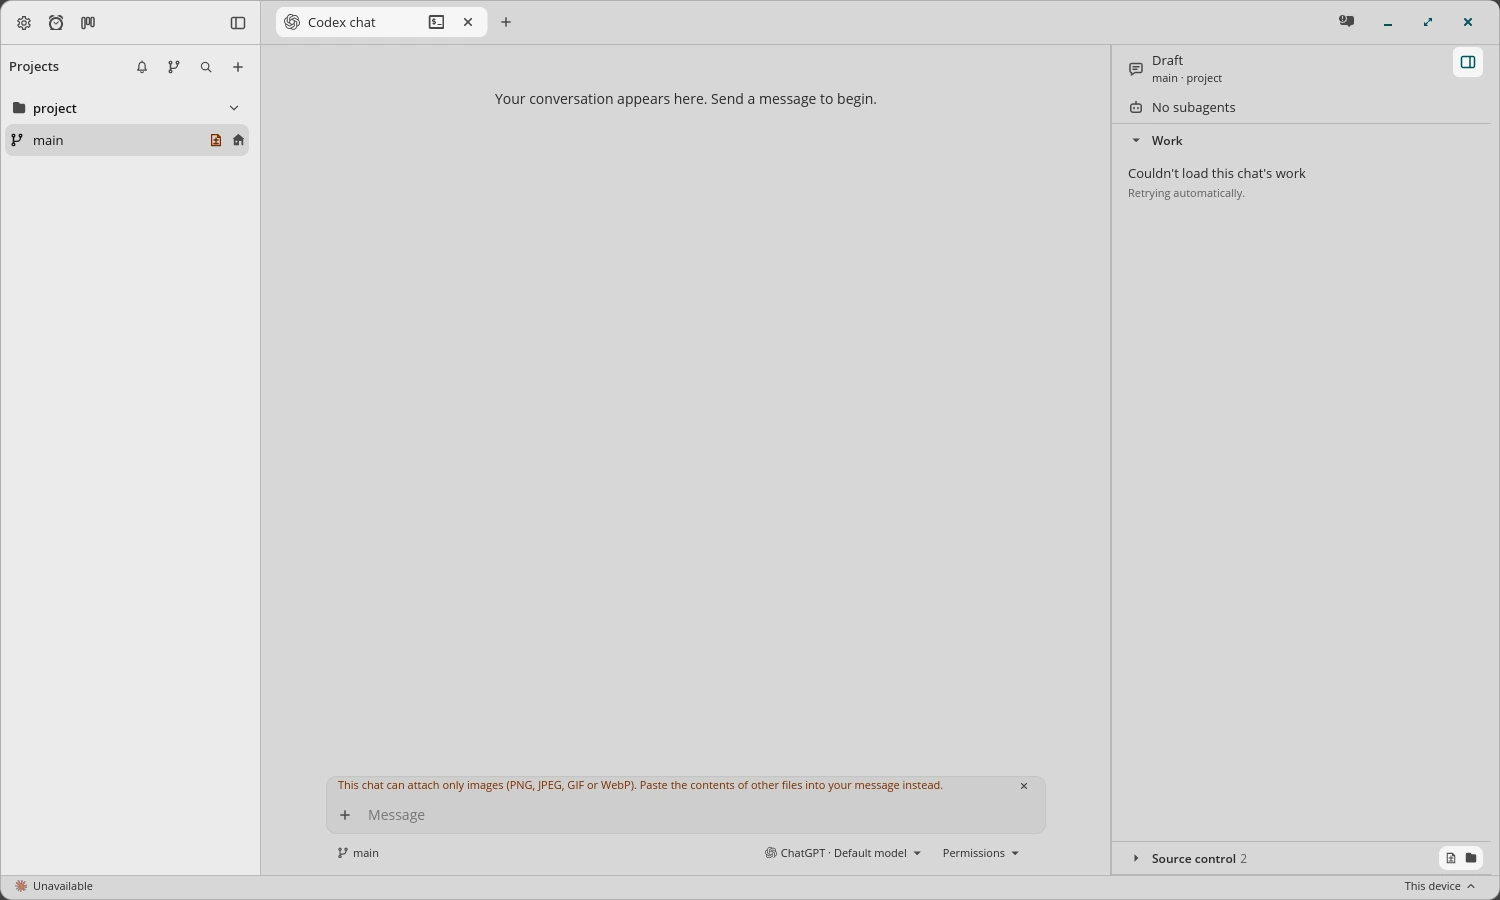 Codex chat
Projects
project
main
Your conversation appears here. Send a message to begin.
Draft
main · project
No subagents
Work
Couldn't load this chat's work
Retrying automatically.
This chat can attach only images (PNG, JPEG, GIF or WebP). Paste the contents of other files into your message instead.
Message
main
ChatGPT · Default model
Permissions
Source control 2
Unavailable
This device